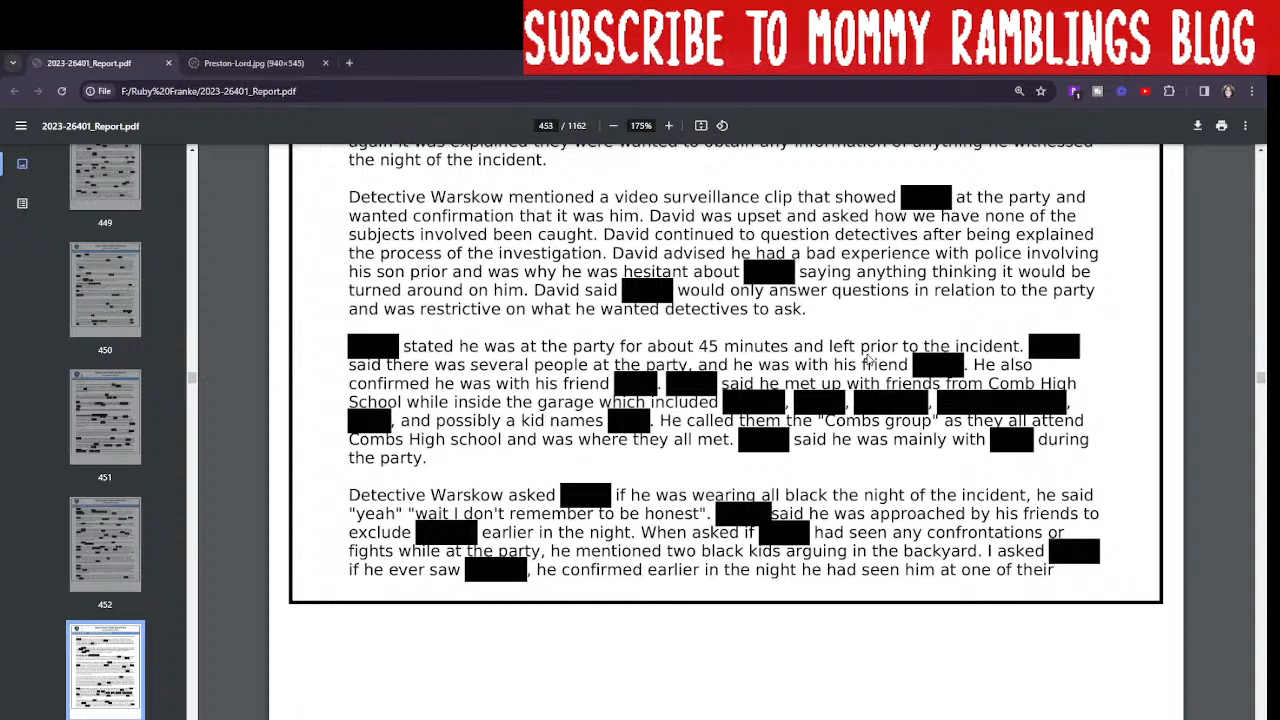 SUBSCRIBE TO MOMMY RAMBLINGS BLOG
2023-26401_Report.pdf
Preston-Lord.jpg (940×545)
File
F:/Ruby%20Franke/2023-26401_Report.pdf
2023-26401_Report.pdf
453 / 1162
175%
again it was explained they were wanted to obtain any information of anything he witnessed
the night of the incident.
Detective Warskow mentioned a video surveillance clip that showed at the party and
wanted confirmation that it was him. David was upset and asked how we have none of the
subjects involved been caught. David continued to question detectives after being explained
the process of the investigation. David advised he had a bad experience with police involving
his son prior and was why he was hesitant about saying anything thinking it would be
turned around on him. David said would only answer questions in relation to the party
and was restrictive on what he wanted detectives to ask.
stated he was at the party for about 45 minutes and left prior to the incident.
said there was several people at the party, and he was with his friend . He also
confirmed he was with his friend . said he met up with friends from Comb High
School while inside the garage which included , , , ,
, and possibly a kid names . He called them the "Combs group" as they all attend
Combs High school and was where they all met. said he was mainly with during
the party.
Detective Warskow asked if he was wearing all black the night of the incident, he said
"yeah" "wait I don't remember to be honest". said he was approached by his friends to
exclude earlier in the night. When asked if had seen any confrontations or
fights while at the party, he mentioned two black kids arguing in the backyard. I asked
if he ever saw , he confirmed earlier in the night he had seen him at one of their
449
450
451
452